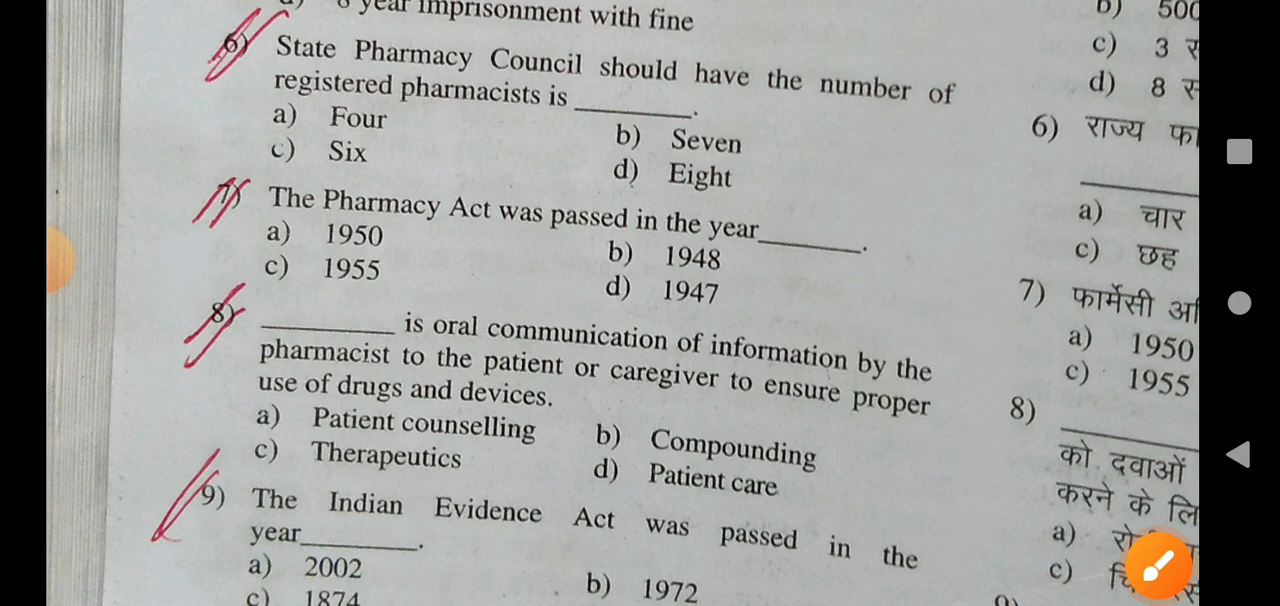 8 year imprisonment with fine
6) State Pharmacy Council should have the number of
registered pharmacists is ________.
a) Four
b) Seven
c) Six
d) Eight
7) The Pharmacy Act was passed in the year________.
a) 1950
b) 1948
c) 1955
d) 1947
8) ________ is oral communication of information by the
pharmacist to the patient or caregiver to ensure proper
use of drugs and devices.
a) Patient counselling
b) Compounding
c) Therapeutics
d) Patient care
9) The Indian Evidence Act was passed in the
year________.
a) 2002
b) 1972
c) 1874
b) 500
c) 3
d) 8
6) राज्य
a) चार
c) छह
7) फार्मेसी
a) 1950
c) 1955
8) ________
को दवाओं
करने के
a)
c)